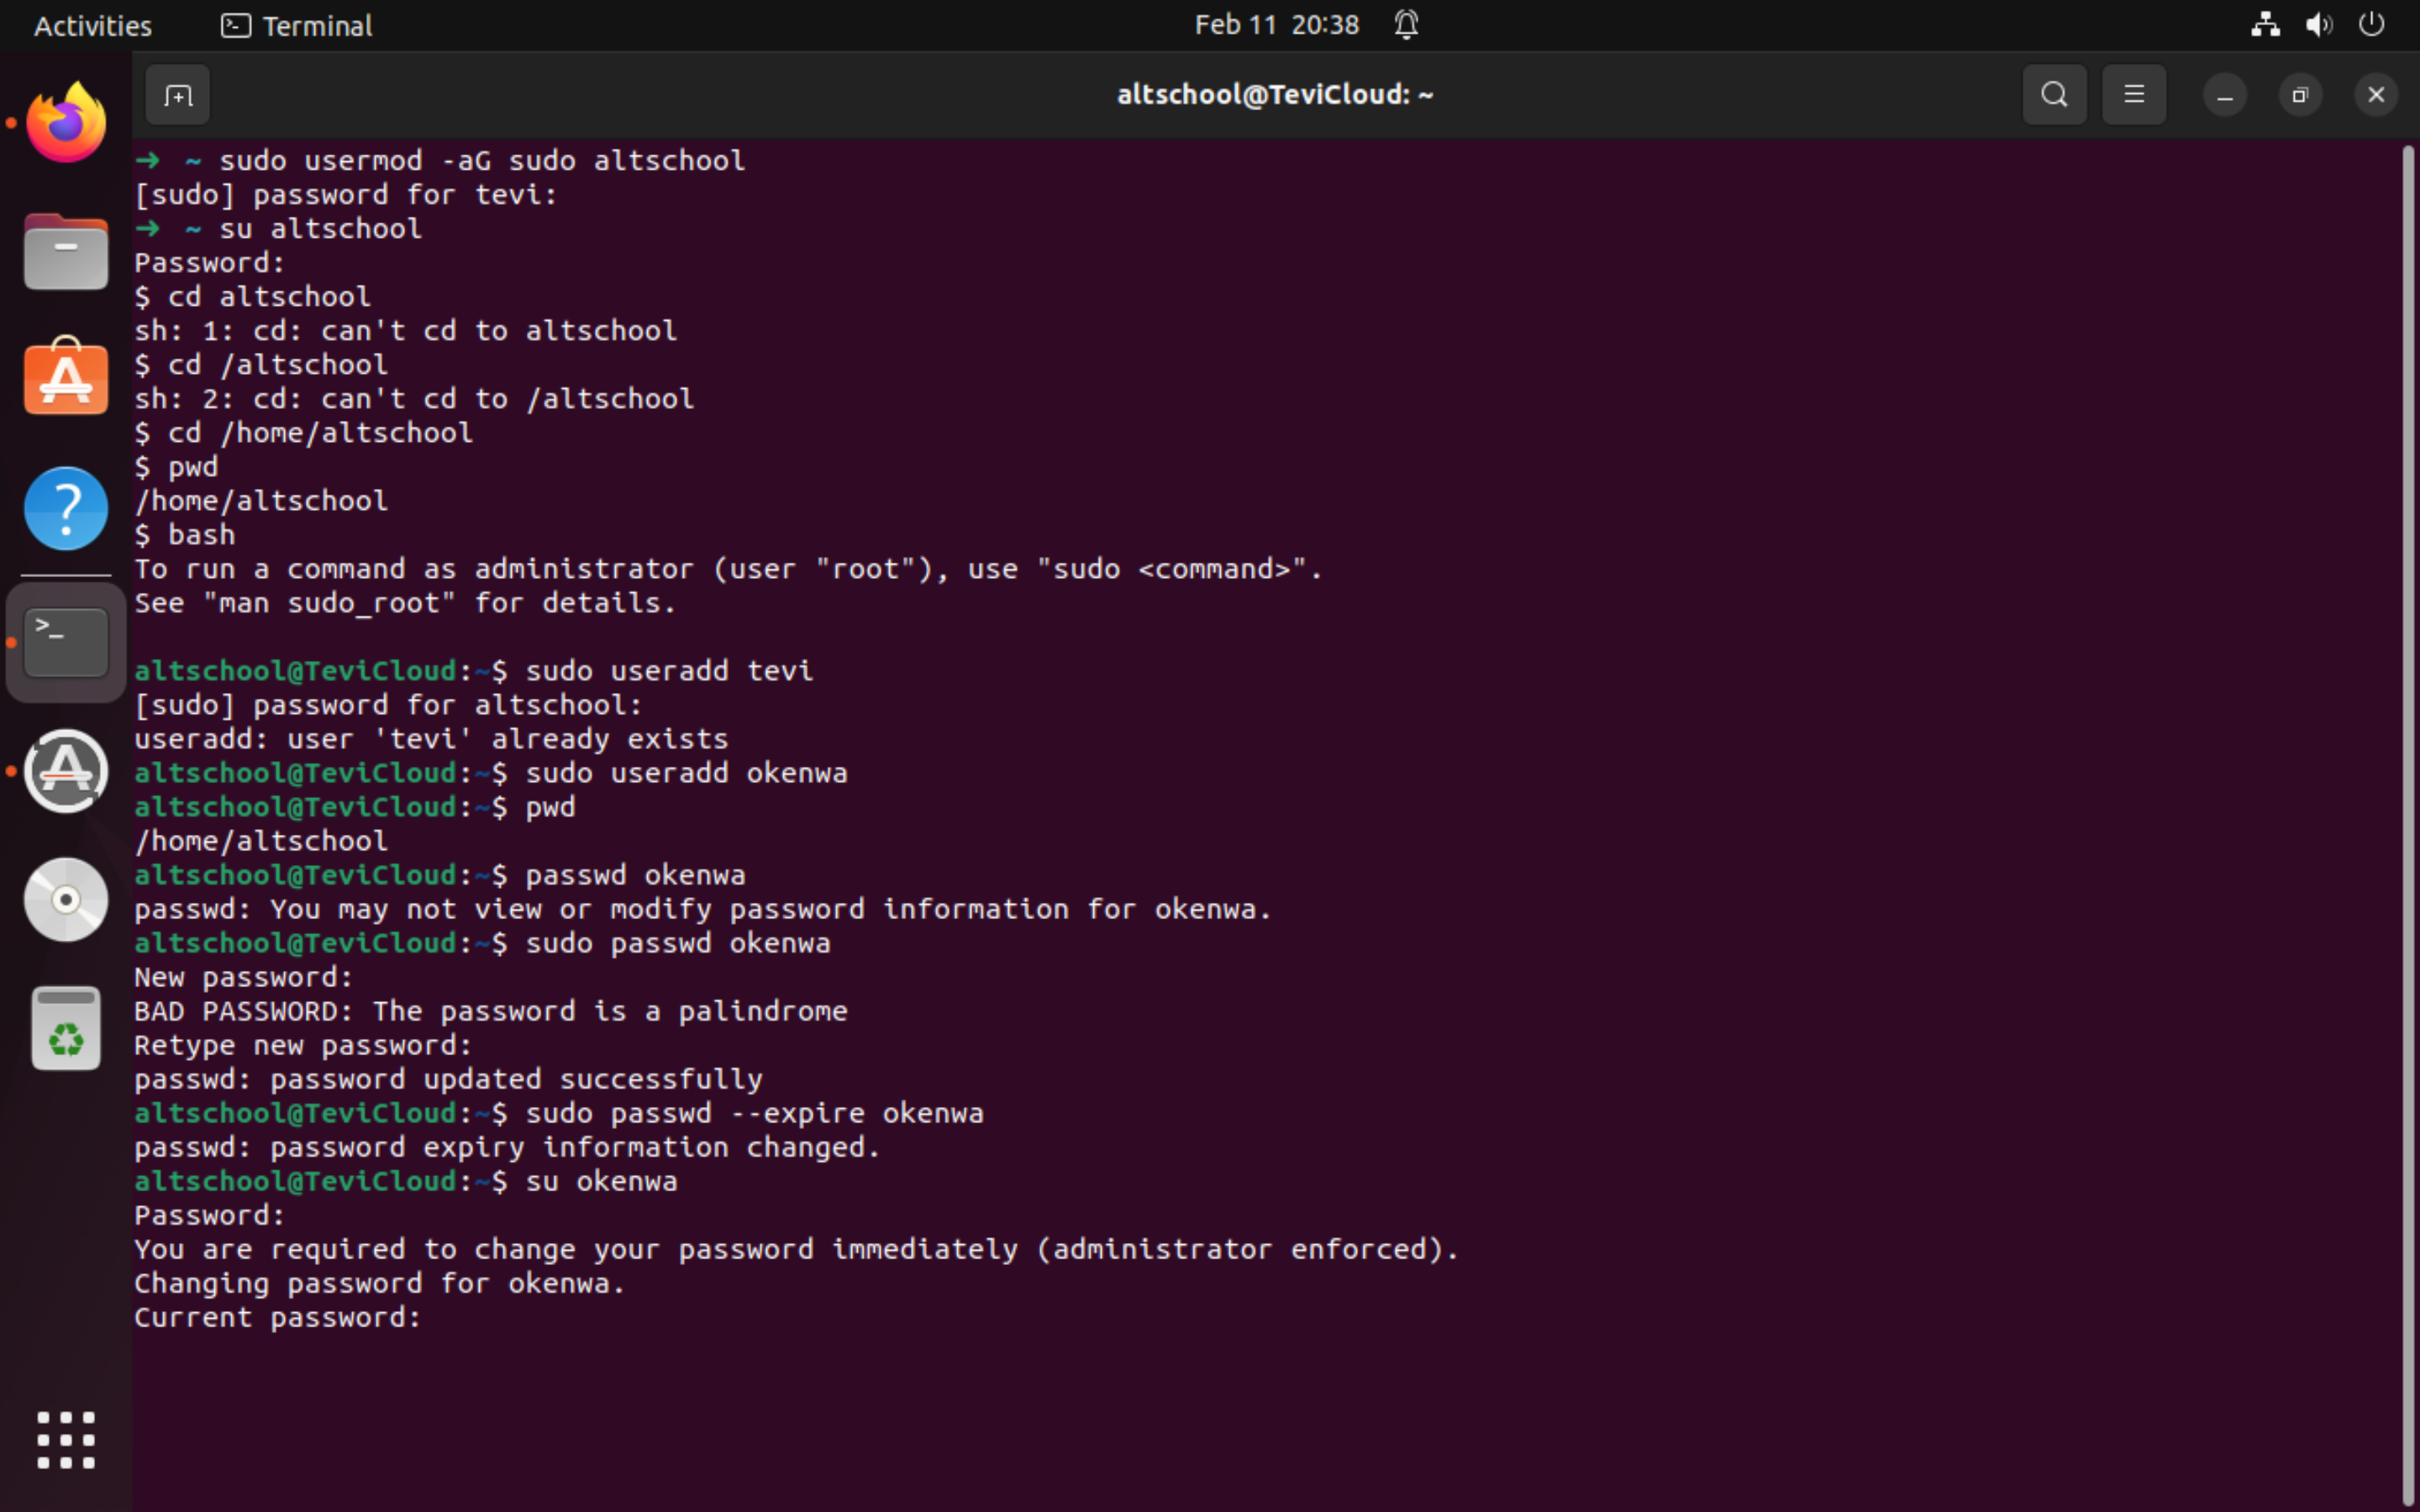 Activities
Terminal
Feb 11 20:38
altschool@TeviCloud: ~
→ ~ sudo usermod -aG sudo altschool
[sudo] password for tevi:
→ ~ su altschool
Password:
$ cd altschool
sh: 1: cd: can't cd to altschool
$ cd /altschool
sh: 2: cd: can't cd to /altschool
$ cd /home/altschool
$ pwd
/home/altschool
$ bash
To run a command as administrator (user "root"), use "sudo <command>".
See "man sudo_root" for details.
altschool@TeviCloud:~$ sudo useradd tevi
[sudo] password for altschool:
useradd: user 'tevi' already exists
altschool@TeviCloud:~$ sudo useradd okenwa
altschool@TeviCloud:~$ pwd
/home/altschool
altschool@TeviCloud:~$ passwd okenwa
passwd: You may not view or modify password information for okenwa.
altschool@TeviCloud:~$ sudo passwd okenwa
New password:
BAD PASSWORD: The password is a palindrome
Retype new password:
passwd: password updated successfully
altschool@TeviCloud:~$ sudo passwd --expire okenwa
passwd: password expiry information changed.
altschool@TeviCloud:~$ su okenwa
Password:
You are required to change your password immediately (administrator enforced).
Changing password for okenwa.
Current password: